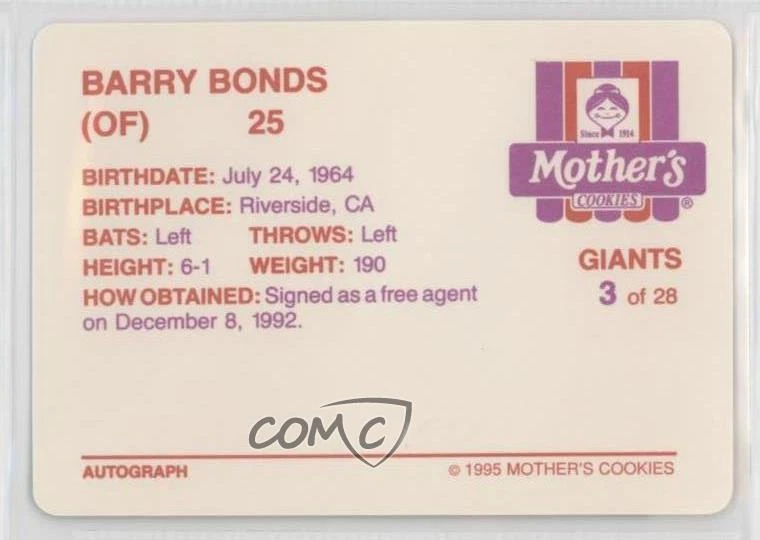 BARRY BONDS
(OF) 25
BIRTHDATE: July 24, 1964
BIRTHPLACE: Riverside, CA
BATS: Left THROWS: Left
HEIGHT: 6-1 WEIGHT: 190
HOW OBTAINED: Signed as a free agent
on December 8, 1992.
Since 1914
Mother's
COOKIES ®
GIANTS
3 of 28
COMC
AUTOGRAPH © 1995 MOTHER'S COOKIES